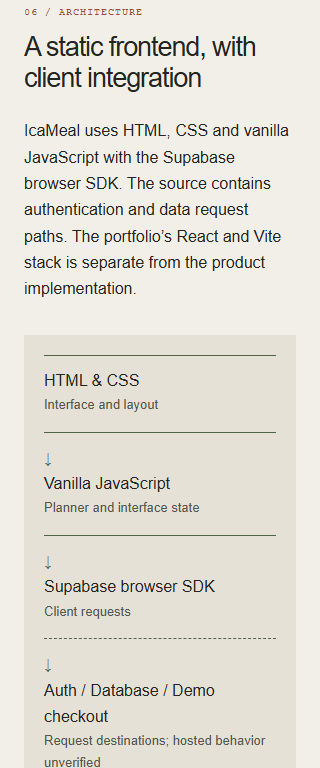 06 / ARCHITECTURE
A static frontend, with
client integration
IcaMeal uses HTML, CSS and vanilla
JavaScript with the Supabase
browser SDK. The source contains
authentication and data request
paths. The portfolio’s React and Vite
stack is separate from the product
implementation.
HTML & CSS
Interface and layout
↓
Vanilla JavaScript
Planner and interface state
↓
Supabase browser SDK
Client requests
↓
Auth / Database / Demo
checkout
Request destinations; hosted behavior
unverified